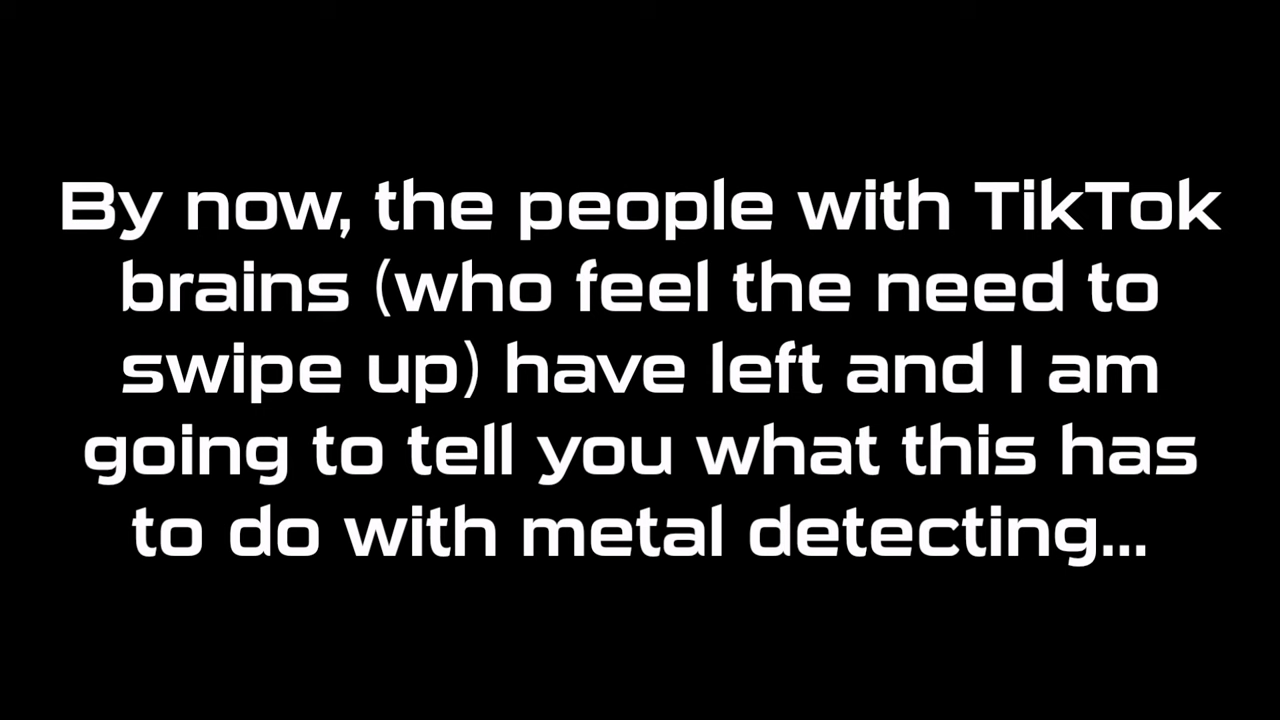 By now, the people with TikTok
brains (who feel the need to
swipe up) have left and I am
going to tell you what this has
to do with metal detecting...